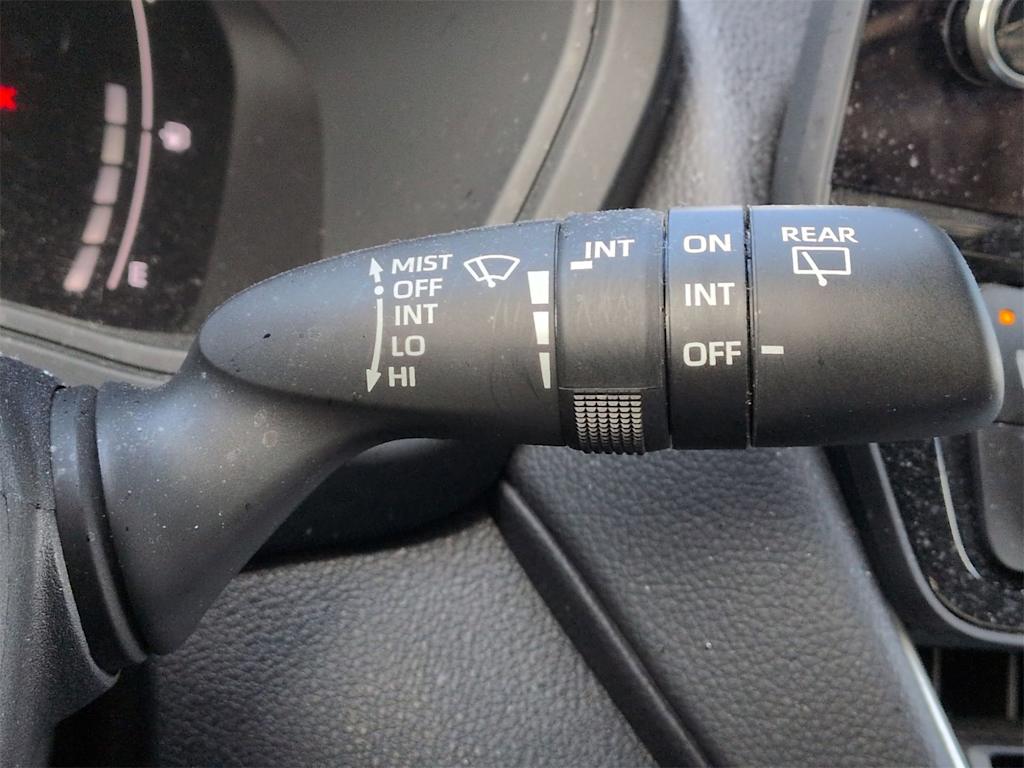 MIST
OFF
INT
LO
HI
INT
ON
INT
OFF
REAR
E